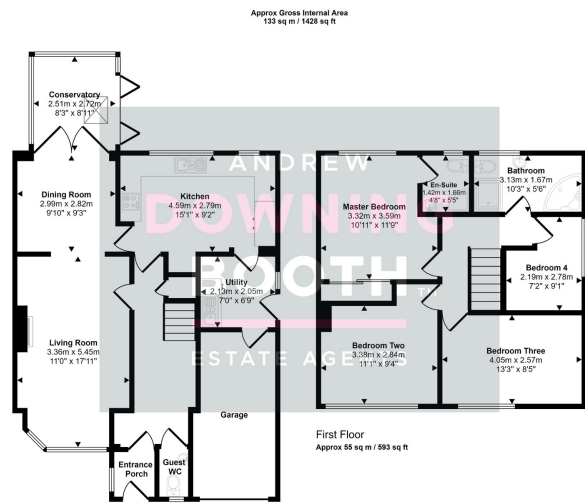 Approx Gross Internal Area
133 sq m / 1428 sq ft
Conservatory
2.51m x 2.72m
8'3" x 8'11"
Dining Room
2.99m x 2.82m
9'10" x 9'3"
Kitchen
4.59m x 2.79m
15'1" x 9'2"
Utility
2.13m x 2.05m
7'0" x 6'9"
Living Room
3.36m x 5.45m
11'0" x 17'11"
Garage
Entrance
Porch
Guest
WC
Master Bedroom
3.32m x 3.59m
10'11" x 11'9"
En-Suite
1.42m x 1.66m
4'8" x 5'5"
Bathroom
3.13m x 1.67m
10'3" x 5'6"
Bedroom 4
2.19m x 2.78m
7'2" x 9'1"
Bedroom Two
3.38m x 2.84m
11'1" x 9'4"
Bedroom Three
4.05m x 2.57m
13'3" x 8'5"
First Floor
Approx 55 sq m / 593 sq ft
ANDREW
DOWNING
BOOTH
ESTATE AGENTS